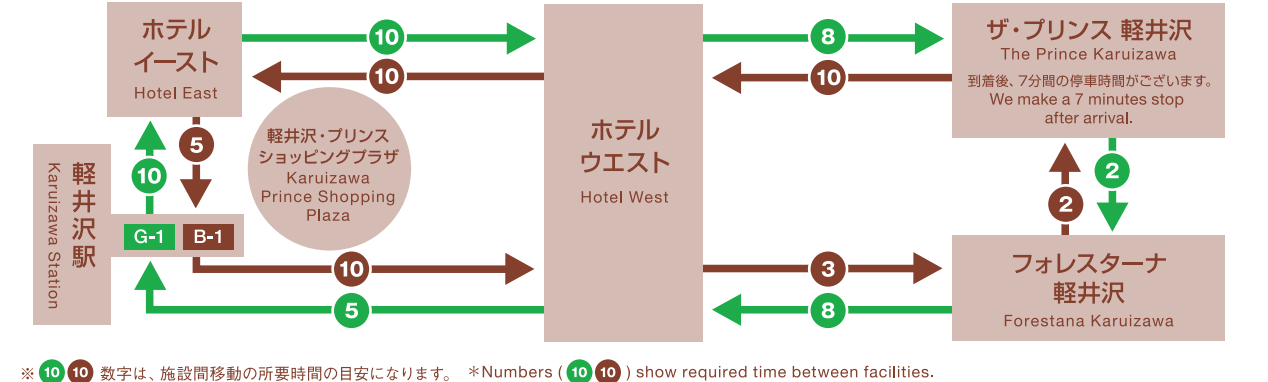 ホテル
イースト
Hotel East
10
10
5
10
軽井沢駅
Karuizawa Station
G-1
B-1
軽井沢・プリンス
ショッピングプラザ
Karuizawa
Prince Shopping
Plaza
10
5
ホテル
ウエスト
Hotel West
8
10
3
8
ザ・プリンス 軽井沢
The Prince Karuizawa
到着後、7分間の停車時間がございます。
We make a 7 minutes stop
after arrival.
2
2
フォレスターナ
軽井沢
Forestana Karuizawa
※ 10 10 数字は、施設間移動の所要時間の目安になります。 *Numbers ( 10 10 ) show required time between facilities.